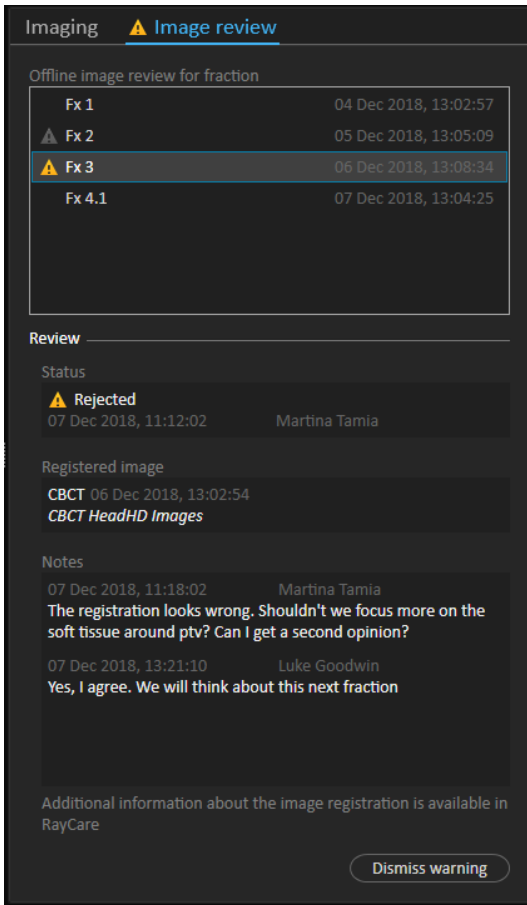 Imaging Image review
Offline image review for fraction
Fx 1 04 Dec 2018, 13:02:57
Fx 2 05 Dec 2018, 13:05:09
Fx 3 06 Dec 2018, 13:08:34
Fx 4.1 07 Dec 2018, 13:04:25
Review
Status
Rejected
07 Dec 2018, 11:12:02 Martina Tamia
Registered image
CBCT 06 Dec 2018, 13:02:54
CBCT HeadHD Images
Notes
07 Dec 2018, 11:18:02 Martina Tamia
The registration looks wrong. Shouldn't we focus more on the
soft tissue around ptv? Can I get a second opinion?
07 Dec 2018, 13:21:10 Luke Goodwin
Yes, I agree. We will think about this next fraction
Additional information about the image registration is available in
RayCare
Dismiss warning